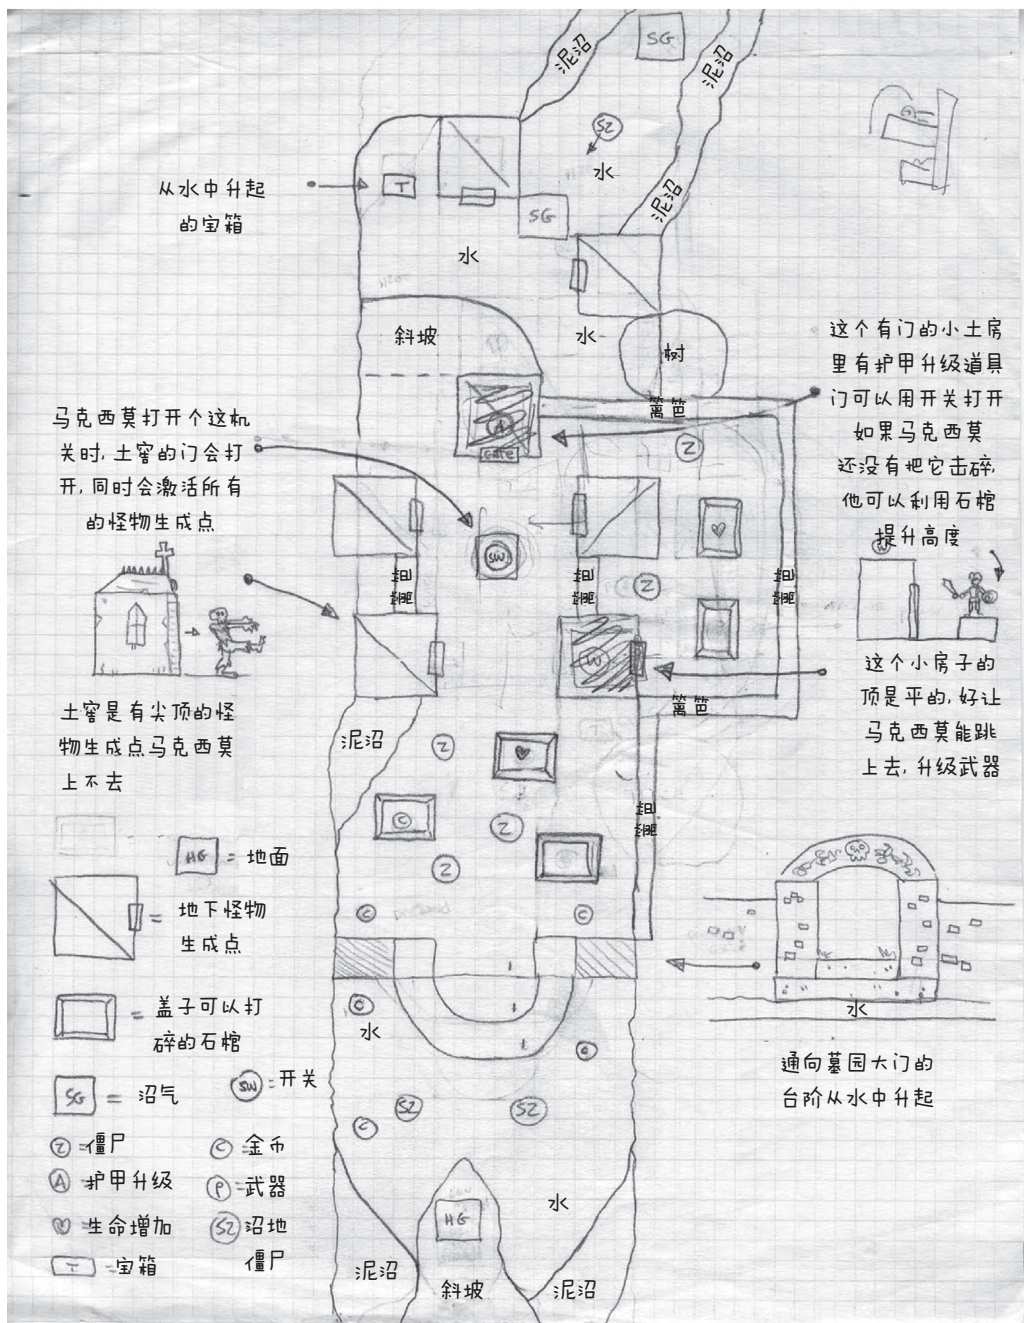 泥沼
SG
泥沼
SZ
水
泥沼
从水中升起
的宝箱
T
SG
水
斜坡
水
树
篱笆
这个有门的小土房
里有护甲升级道具
门可以用开关打开
如果马克西莫
还没有把它击碎,
他可以利用石棺
提升高度
A
GATE
Z
马克西莫打开个这机
关时,土窖的门会打
开,同时会激活所有
的怪物生成点
SW
篱笆
篱笆
Z
篱笆
W
篱笆
这个小房子的
顶是平的,好让
马克西莫能跳
上去,升级武器
土窖是有尖顶的怪
物生成点马克西莫
上不去
泥沼
Z
C
Z
Z
篱笆
C
C
HG = 地面
= 地下怪物
生成点
= 盖子可以打
碎的石棺
SG = 沼气
SW = 开关
Z = 僵尸
C = 金币
A = 护甲升级
P = 武器
= 生命增加
SZ = 沼地
僵尸
T = 宝箱
水
通向墓园大门的
台阶从水中升起
C
水
C
SZ
SZ
C
水
HG
泥沼
斜坡
泥沼